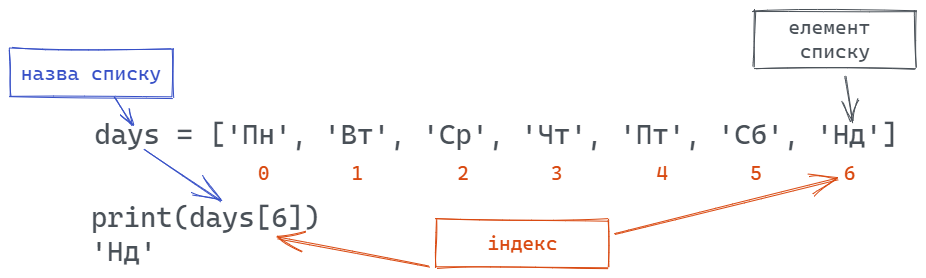 елемент
списку
назва списку
days = ['Пн', 'Вт', 'Ср', 'Чт', 'Пт', 'Сб', 'Нд']
0 1 2 3 4 5 6
print(days[6])
'Нд'
індекс